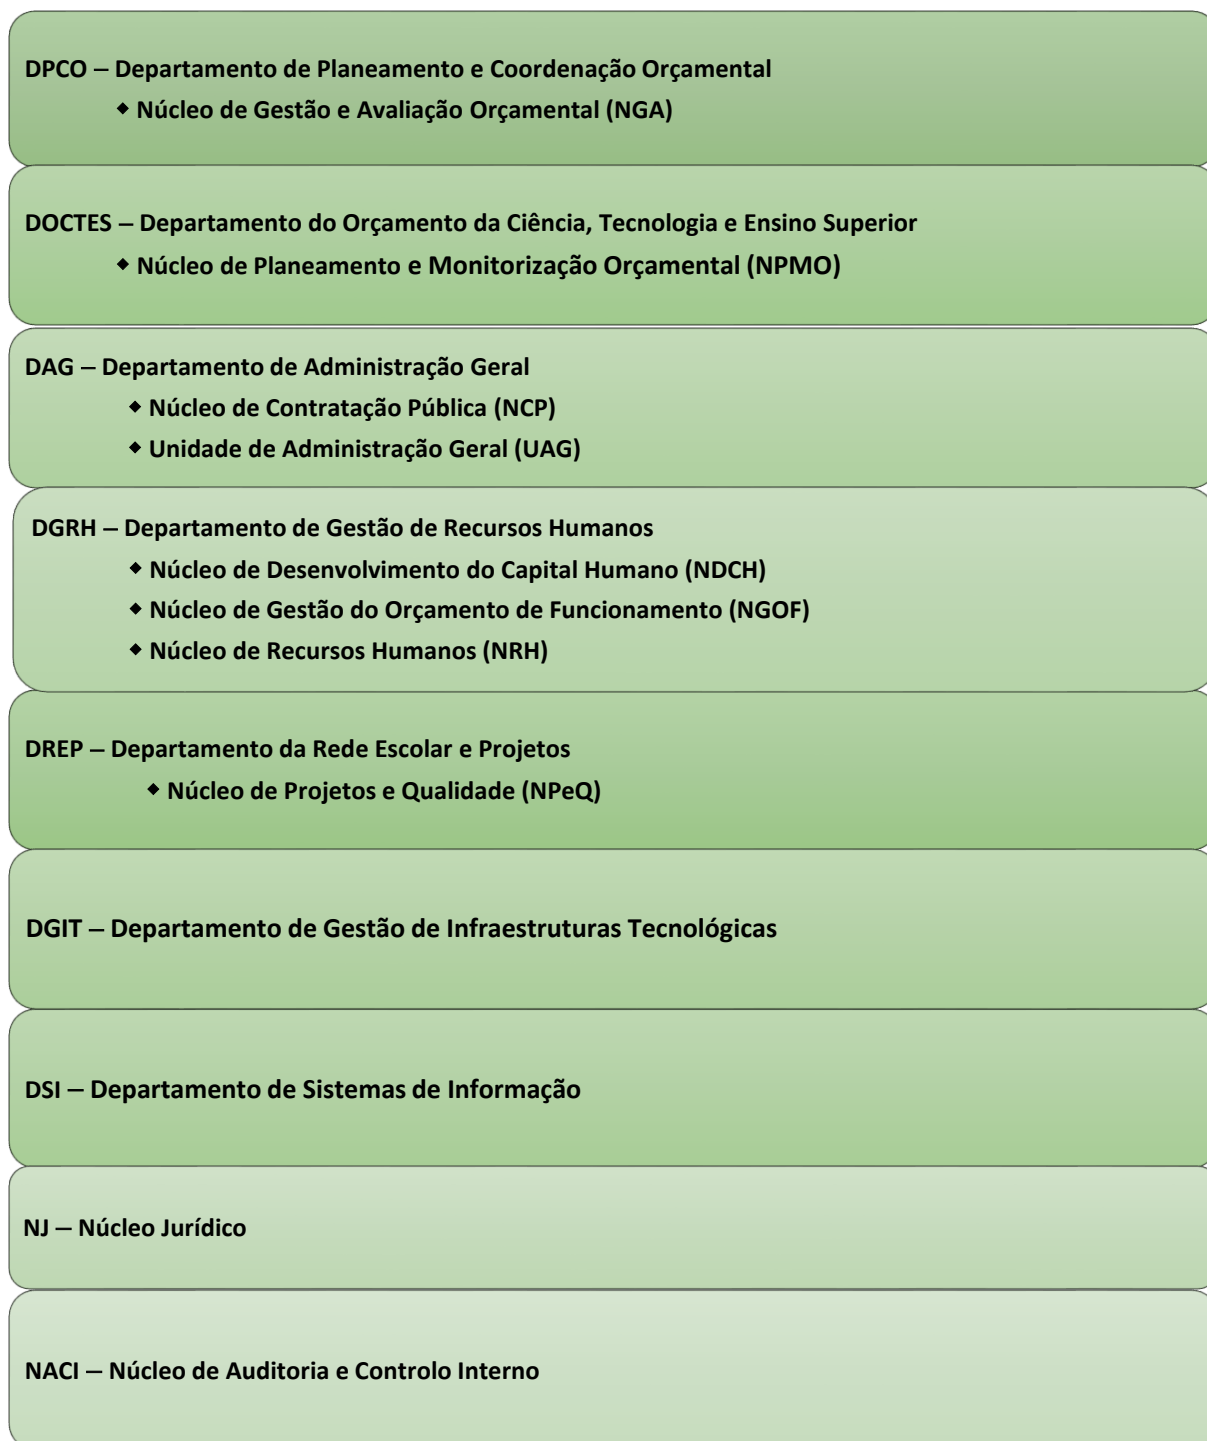 DPCO – Departamento de Planeamento e Coordenação Orçamental
◆ Núcleo de Gestão e Avaliação Orçamental (NGA)
DOCTES – Departamento do Orçamento da Ciência, Tecnologia e Ensino Superior
◆ Núcleo de Planeamento e Monitorização Orçamental (NPMO)
DAG – Departamento de Administração Geral
◆ Núcleo de Contratação Pública (NCP)
◆ Unidade de Administração Geral (UAG)
DGRH – Departamento de Gestão de Recursos Humanos
◆ Núcleo de Desenvolvimento do Capital Humano (NDCH)
◆ Núcleo de Gestão do Orçamento de Funcionamento (NGOF)
◆ Núcleo de Recursos Humanos (NRH)
DREP – Departamento da Rede Escolar e Projetos
◆ Núcleo de Projetos e Qualidade (NPeQ)
DGIT – Departamento de Gestão de Infraestruturas Tecnológicas
DSI – Departamento de Sistemas de Informação
NJ – Núcleo Jurídico
NACI – Núcleo de Auditoria e Controlo Interno